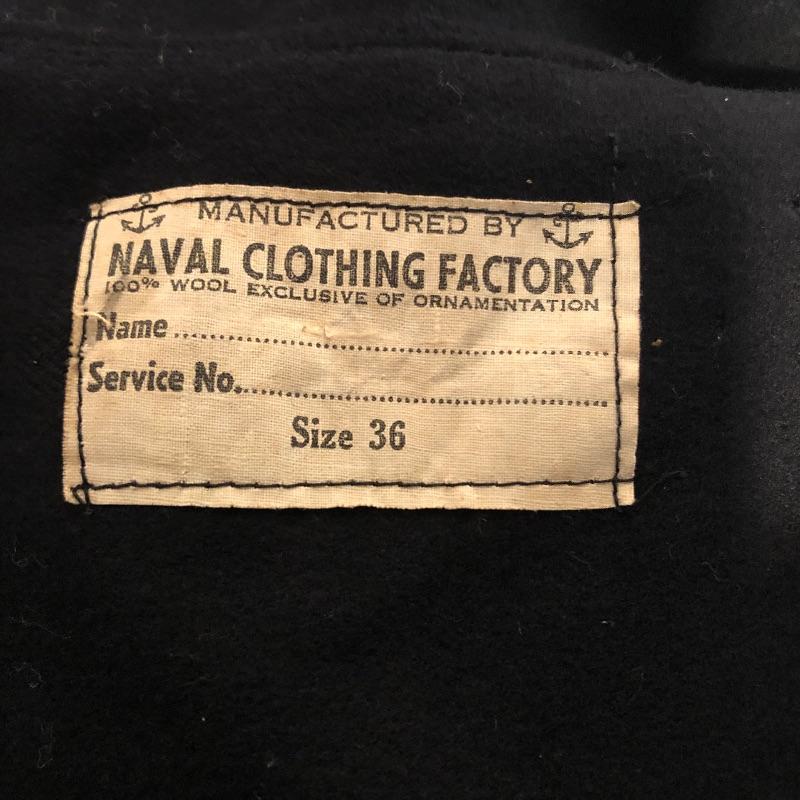 MANUFACTURED BY
NAVAL CLOTHING FACTORY
100% WOOL EXCLUSIVE OF ORNAMENTATION
Name
Service No.
Size 36